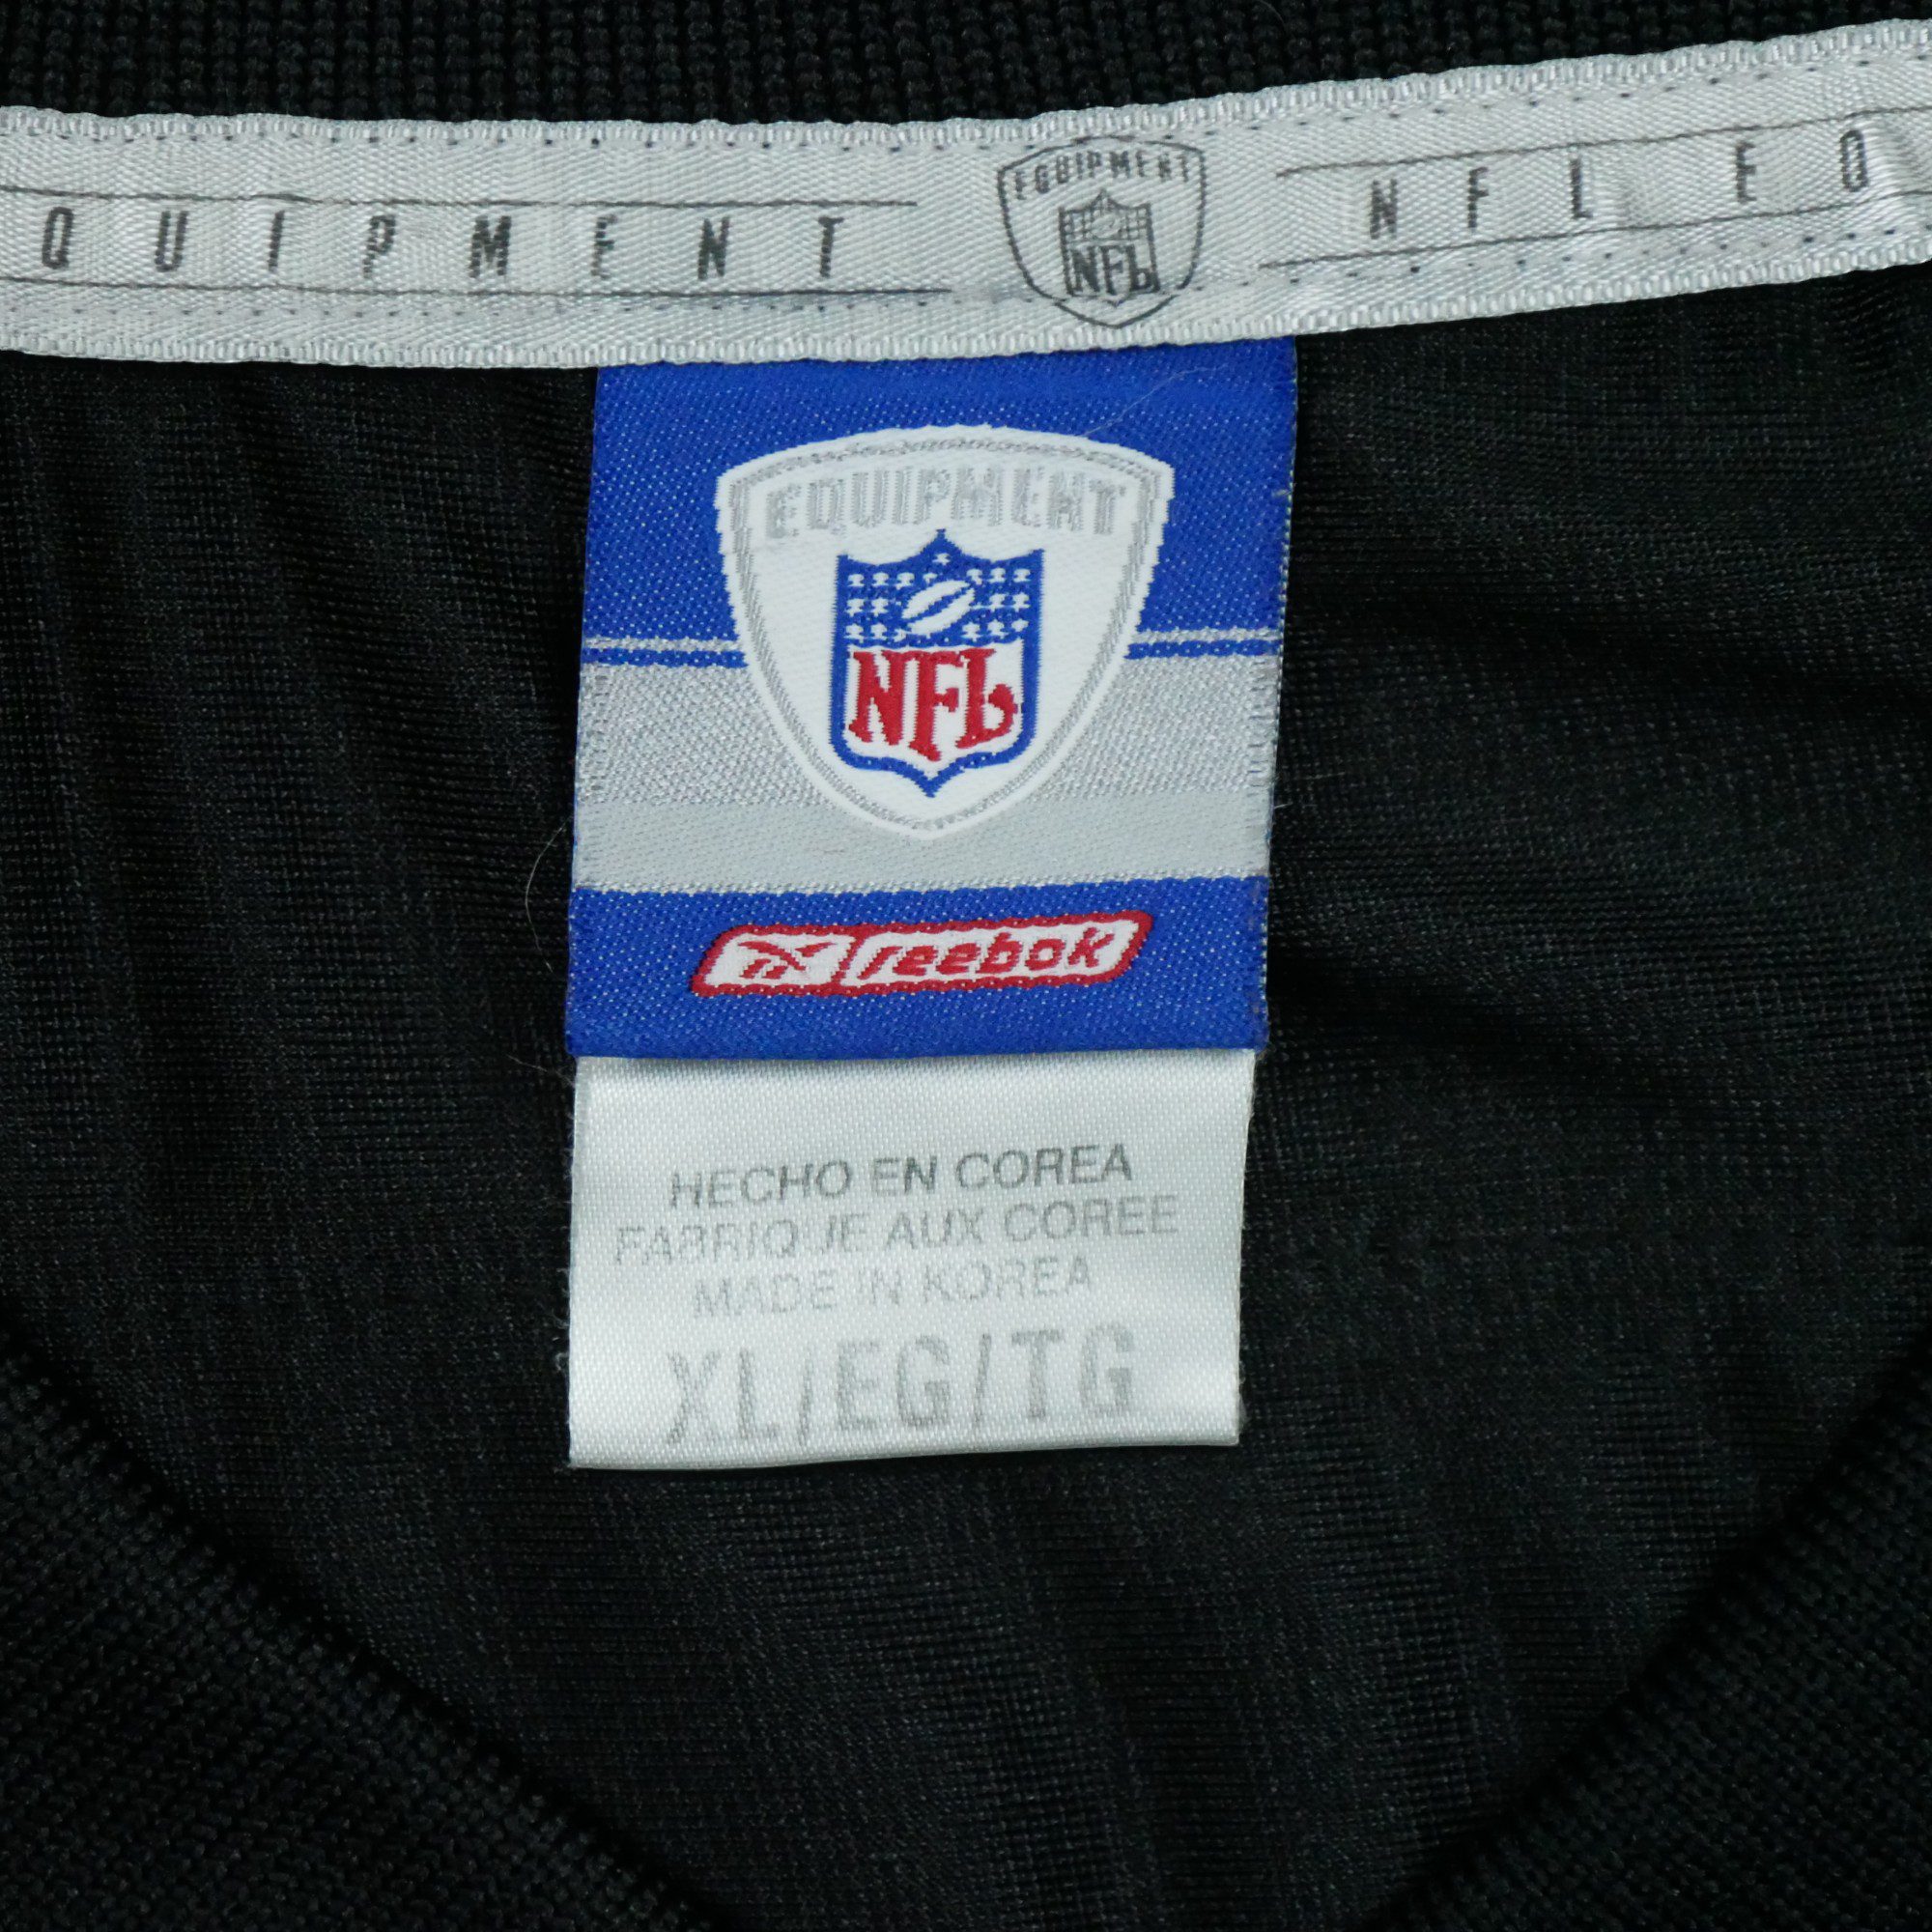 QUIPMENT EQUIPMENT NFL NFL EQ
EQUIPMENT
NFL
reebok
HECHO EN COREA
FABRIQUE AUX COREE
MADE IN KOREA
XL/EG/TG